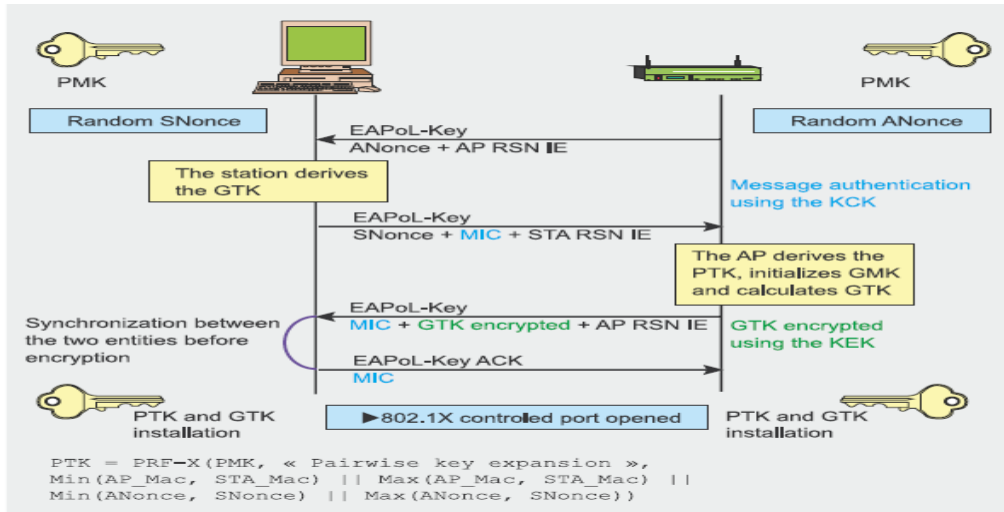 PMK
PMK
Random SNonce
Random ANonce
EAPoL-Key
ANonce + AP RSN IE
The station derives
the GTK
Message authentication
using the KCK
EAPoL-Key
SNonce + MIC + STA RSN IE
The AP derives the
PTK, initializes GMK
and calculates GTK
EAPoL-Key
MIC + GTK encrypted + AP RSN IE
Synchronization between
the two entities before
encryption
GTK encrypted
using the KEK
EAPoL-Key ACK
MIC
PTK and GTK
installation
►802.1X controled port opened
PTK and GTK
installation
PTK = PRF-X(PMK, « Pairwise key expansion »,
Min(AP_Mac, STA_Mac) || Max(AP_Mac, STA_Mac) ||
Min(ANonce, SNonce) || Max(ANonce, SNonce))